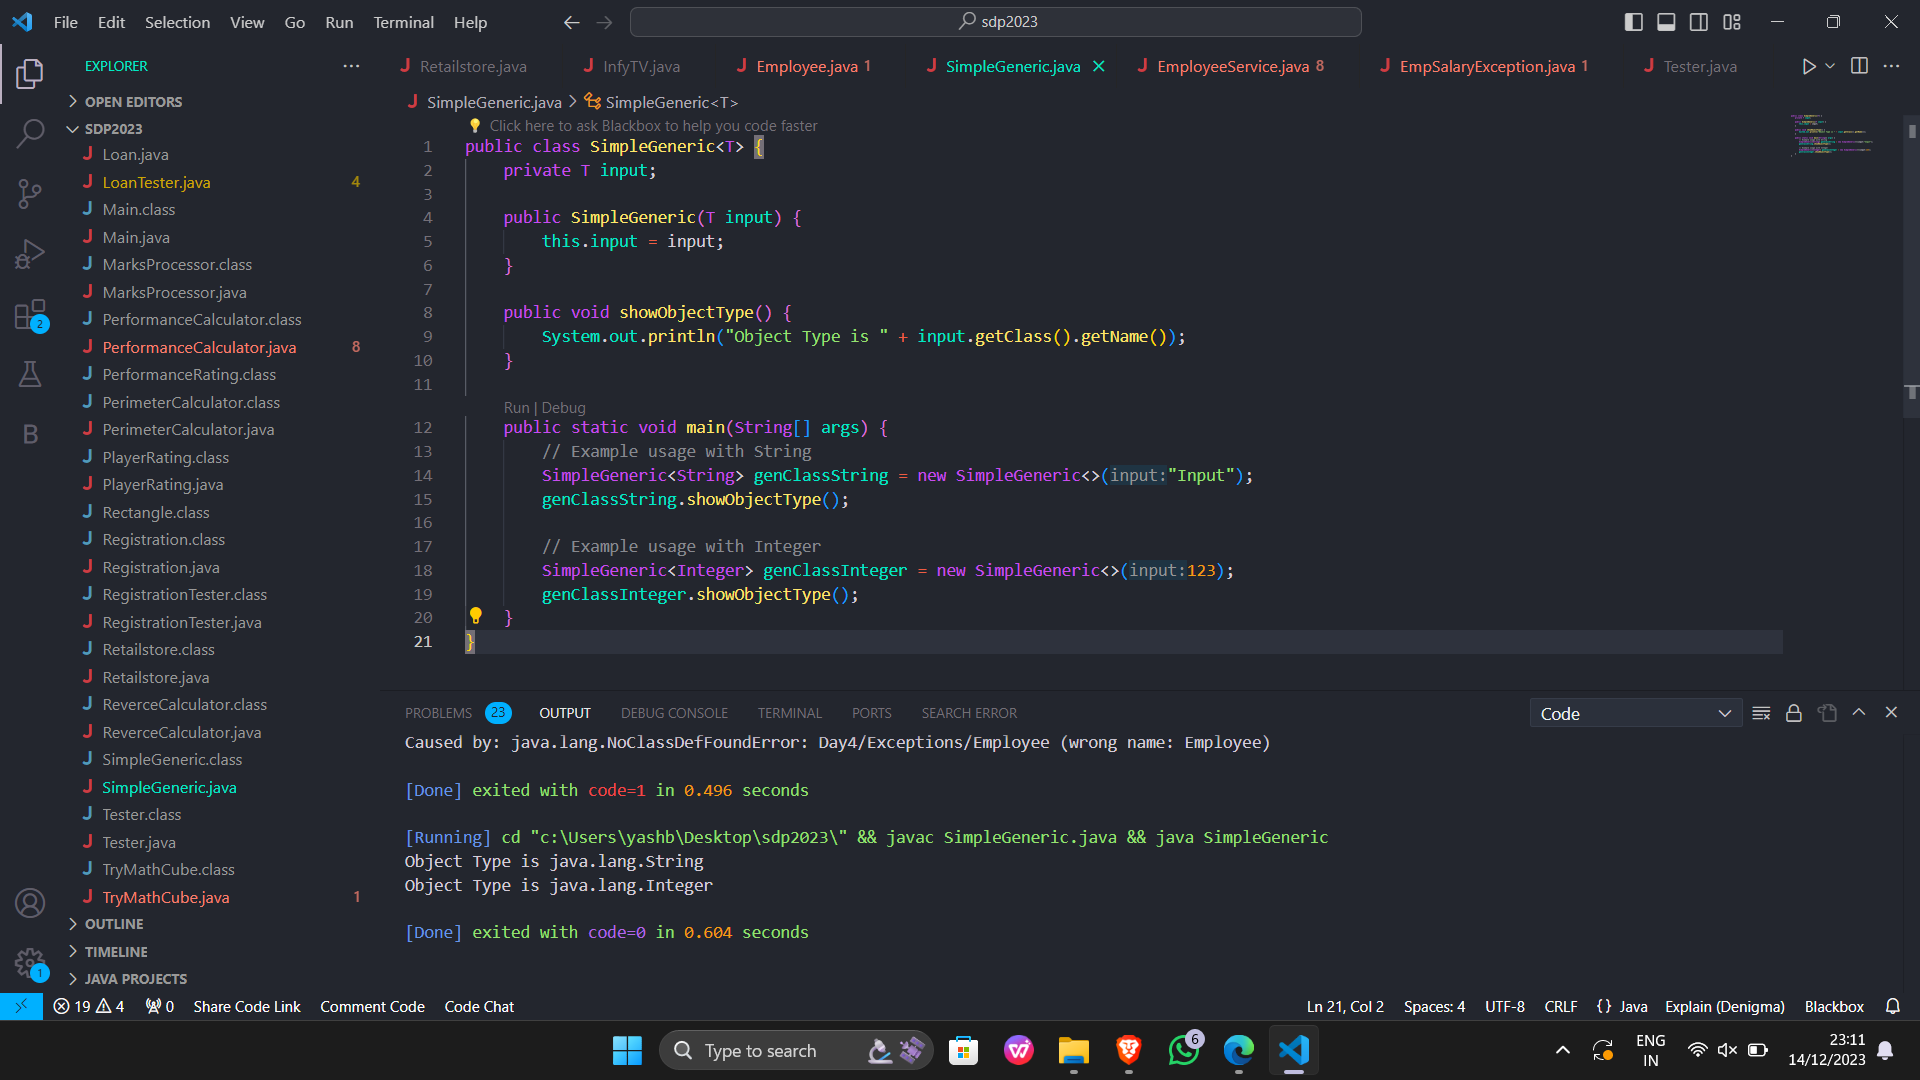 File Edit Selection View Go Run Terminal Help
sdp2023
EXPLORER
Retailstore.java
InfyTV.java
Employee.java 1
SimpleGeneric.java
EmployeeService.java 8
EmpSalaryException.java 1
Tester.java
OPEN EDITORS
SDP2023
Loan.java
LoanTester.java 4
Main.class
Main.java
MarksProcessor.class
MarksProcessor.java
PerformanceCalculator.class
PerformanceCalculator.java 8
PerformanceRating.class
PerimeterCalculator.class
PerimeterCalculator.java
PlayerRating.class
PlayerRating.java
Rectangle.class
Registration.class
Registration.java
RegistrationTester.class
RegistrationTester.java
Retailstore.class
Retailstore.java
ReverceCalculator.class
ReverceCalculator.java
SimpleGeneric.class
SimpleGeneric.java
Tester.class
Tester.java
TryMathCube.class
TryMathCube.java 1
OUTLINE
TIMELINE
JAVA PROJECTS
2
B
1
SimpleGeneric.java > SimpleGeneric<T>
Click here to ask Blackbox to help you code faster
1 public class SimpleGeneric<T> {
2 private T input;
3
4 public SimpleGeneric(T input) {
5 this.input = input;
6 }
7
8 public void showObjectType() {
9 System.out.println("Object Type is " + input.getClass().getName());
10 }
11
Run | Debug
12 public static void main(String[] args) {
13 // Example usage with String
14 SimpleGeneric<String> genClassString = new SimpleGeneric<>(input:"Input");
15 genClassString.showObjectType();
16
17 // Example usage with Integer
18 SimpleGeneric<Integer> genClassInteger = new SimpleGeneric<>(input:123);
19 genClassInteger.showObjectType();
20 }
21 }
PROBLEMS 23 OUTPUT DEBUG CONSOLE TERMINAL PORTS SEARCH ERROR
Code
Caused by: java.lang.NoClassDefFoundError: Day4/Exceptions/Employee (wrong name: Employee)
[Done] exited with code=1 in 0.496 seconds
[Running] cd "c:\Users\yashb\Desktop\sdp2023\" && javac SimpleGeneric.java && java SimpleGeneric
Object Type is java.lang.String
Object Type is java.lang.Integer
[Done] exited with code=0 in 0.604 seconds
19 4 0 Share Code Link Comment Code Code Chat
Ln 21, Col 2 Spaces: 4 UTF-8 CRLF {} Java Explain (Denigma) Blackbox
Type to search
6
ENG
IN
23:11
14/12/2023